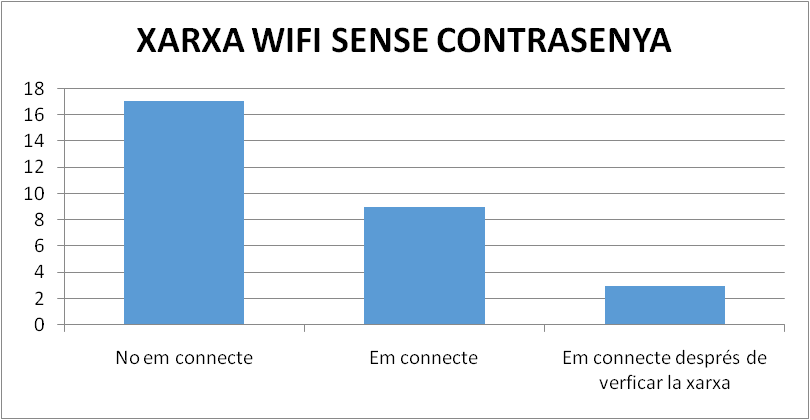 XARXA WIFI SENSE CONTRASENYA
18
16
14
12
10
8
6
4
2
0
No em connecte
Em connecte
Em connecte després de
verficar la xarxa